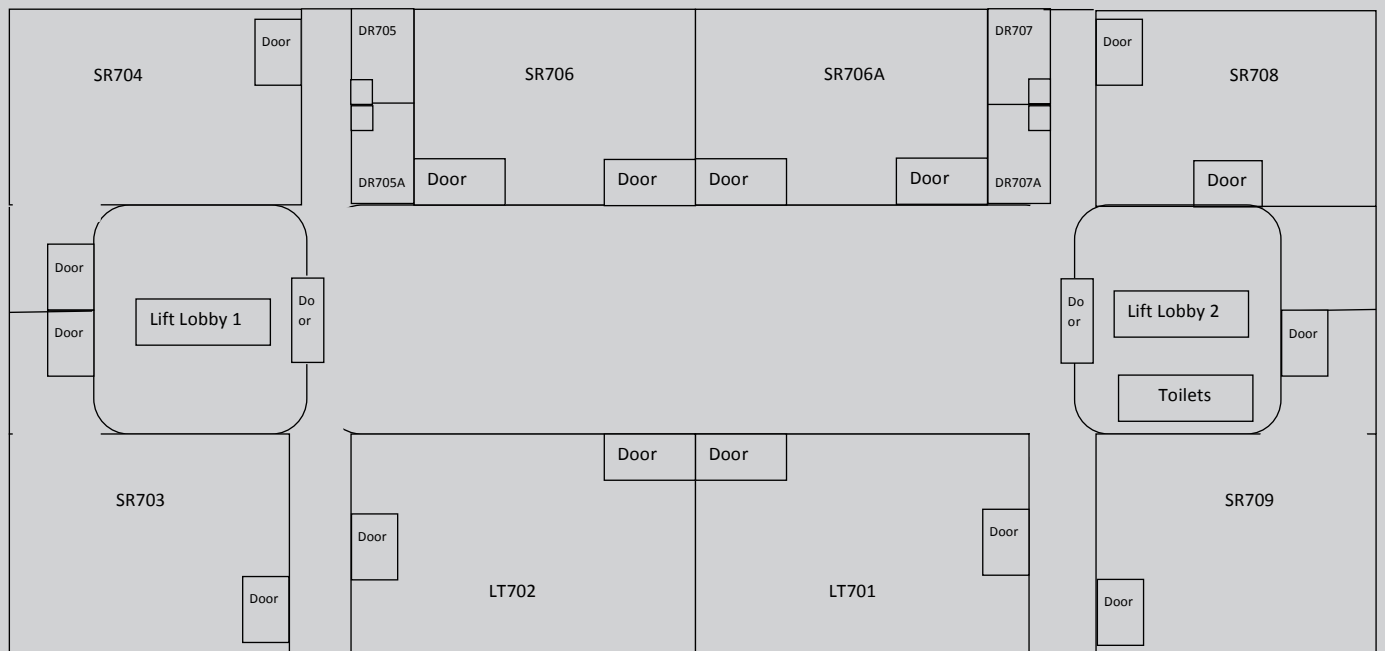 Door
DR705
DR707
Door
SR704
SR706
SR706A
SR708
DR705A
Door
Door
Door
Door
DR707A
Door
Door
Do
or
Do
or
Lift Lobby 1
Lift Lobby 2
Door
Door
Toilets
Door
Door
SR703
SR709
Door
Door
LT702
LT701
Door
Door